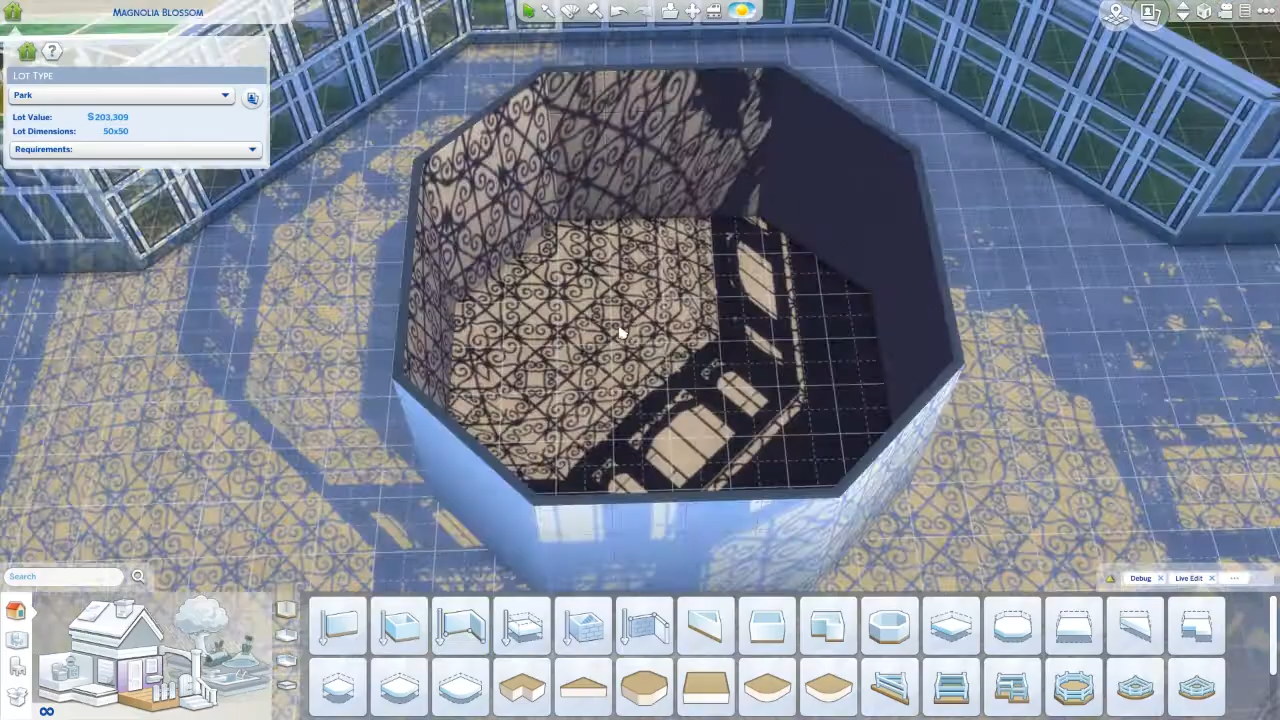 Magnolia Blossom
?
Lot Type
Park
Lot Value: §203,309
Lot Dimensions: 50x50
Requirements:
Search
Debug
Live Edit